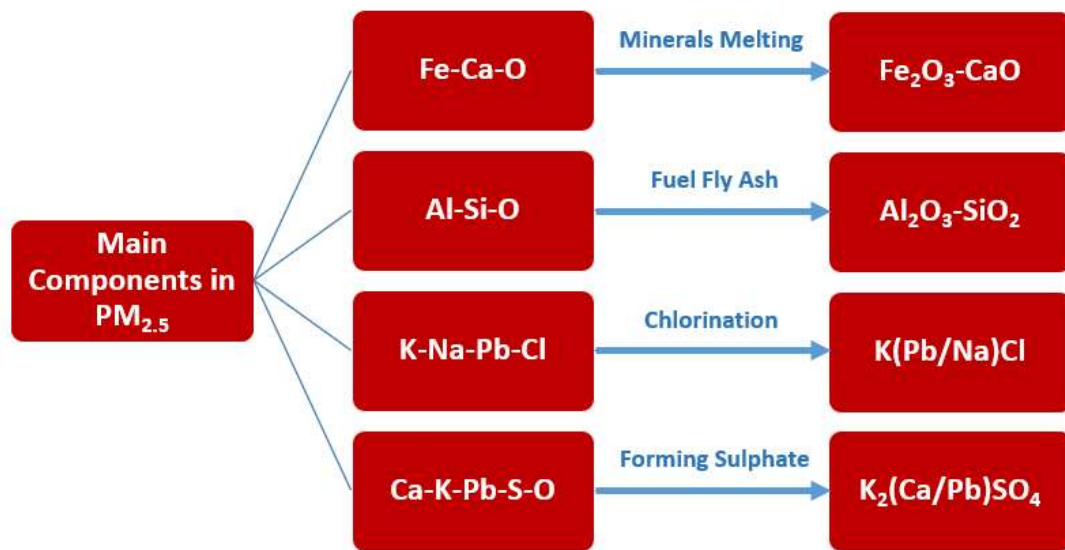 Main
Components in
PM₂.₅
Fe-Ca-O
Minerals Melting
Fe₂O₃-CaO
Al-Si-O
Fuel Fly Ash
Al₂O₃-SiO₂
K-Na-Pb-Cl
Chlorination
K(Pb/Na)Cl
Ca-K-Pb-S-O
Forming Sulphate
K₂(Ca/Pb)SO₄